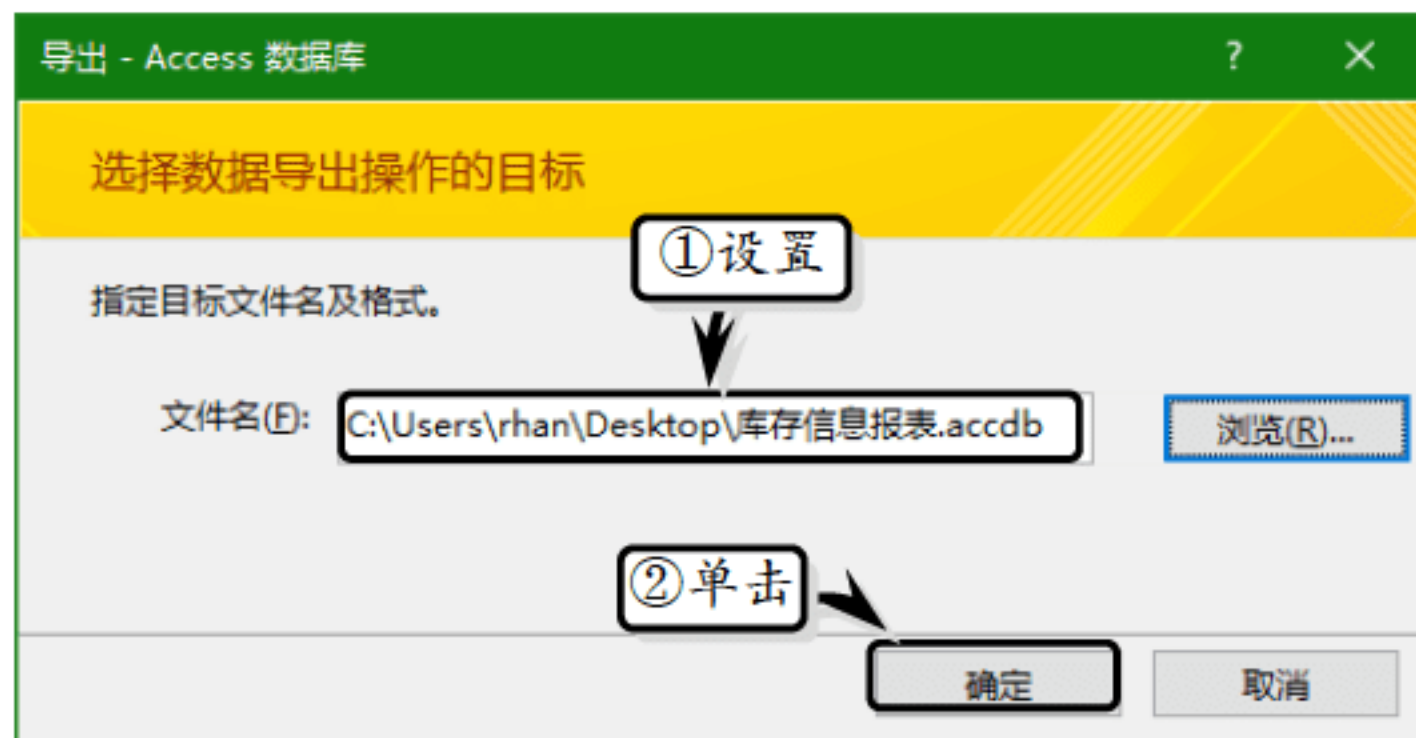 导出 - Access 数据库
?
×
选择数据导出操作的目标
①设置
指定目标文件名及格式。
文件名(F):
C:\Users\rhan\Desktop\库存信息报表.accdb
浏览(R)...
②单击
确定
取消